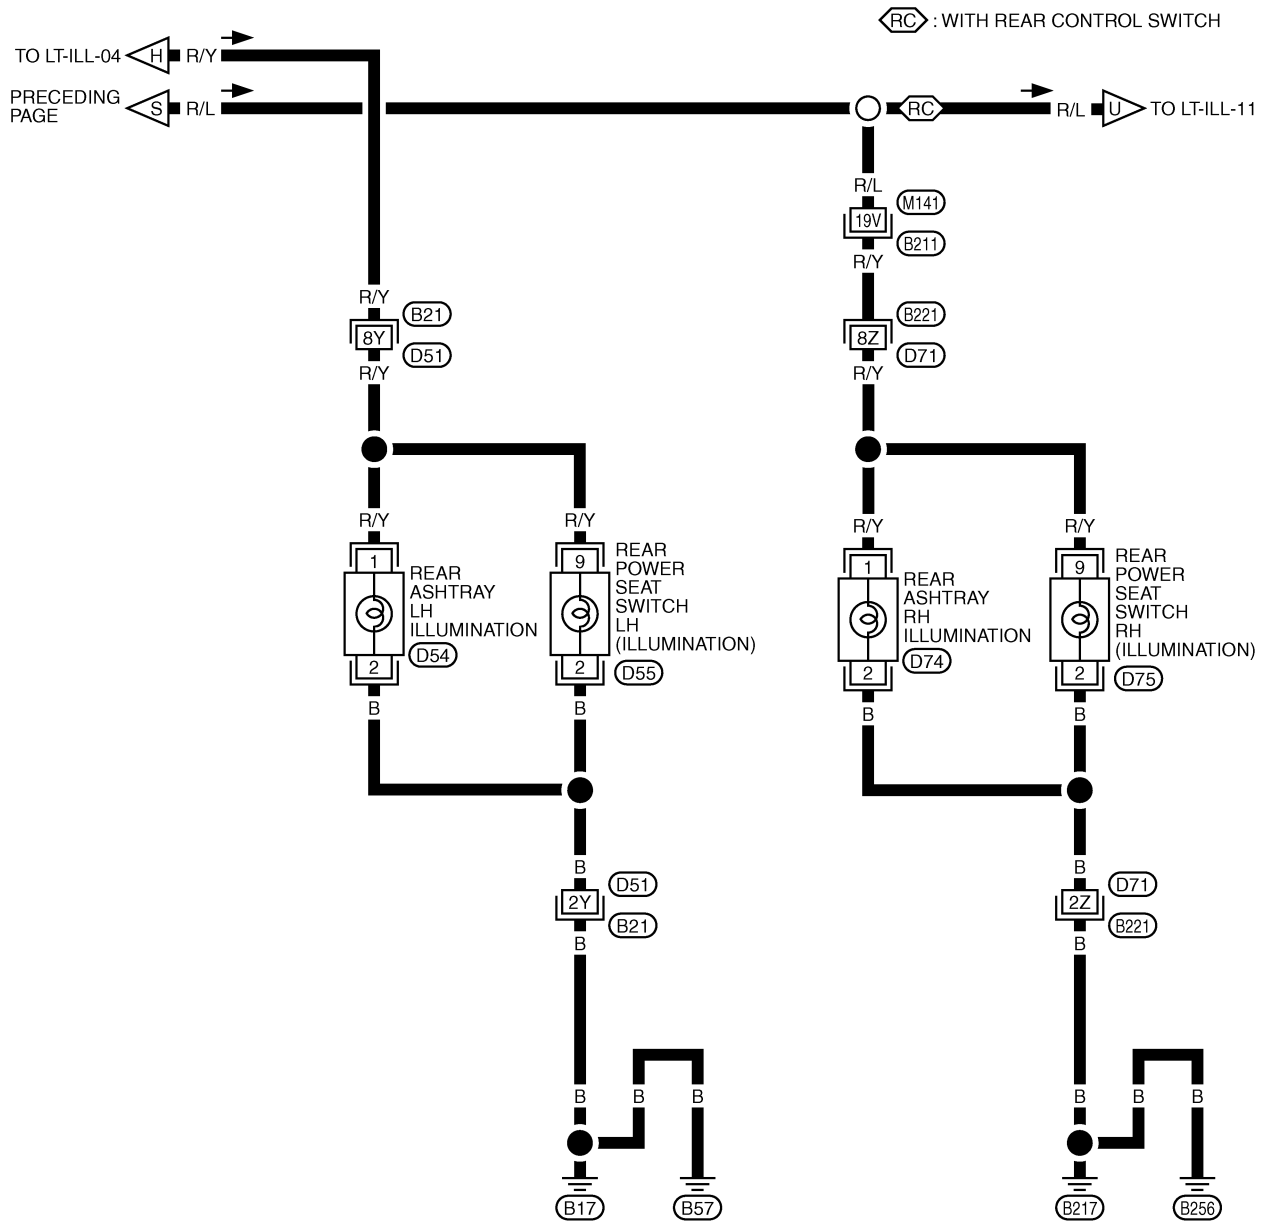 RC : WITH REAR CONTROL SWITCH
TO LT-ILL-04 H R/Y
PRECEDING
PAGE
S R/L
RC
R/L U TO LT-ILL-11
R/L
M141
19V
B211
R/Y
R/Y
B21
8Y
D51
R/Y
B221
8Z
D71
R/Y
R/Y
R/Y
R/Y
R/Y
1
REAR
ASHTRAY
LH
ILLUMINATION
D54
2
B
9
REAR
POWER
SEAT
SWITCH
LH
(ILLUMINATION)
D55
2
B
1
REAR
ASHTRAY
RH
ILLUMINATION
D74
2
B
9
REAR
POWER
SEAT
SWITCH
RH
(ILLUMINATION)
D75
2
B
B
D51
2Y
B21
B
B
D71
2Z
B221
B
B B B
B B B
B17 B57
B217 B256